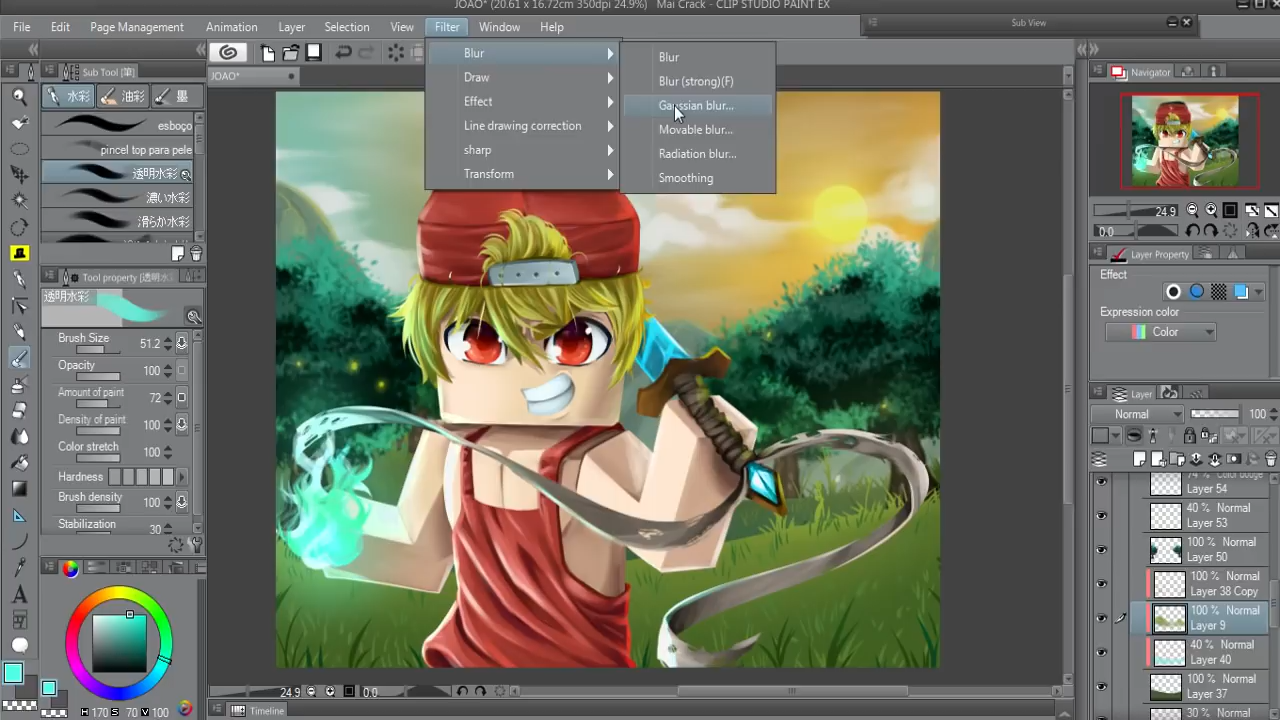 JOAO* (20.61 x 16.72cm 350dpi 24.9%) Mai Crack - CLIP STUDIO PAINT EX
File Edit Page Management Animation Layer Selection View Filter Window Help
Sub View
Sub Tool [筆]
JOAO*
Blur
Draw
Effect
Line drawing correction
sharp
Transform
Blur
Blur (strong)(F)
Gaussian blur...
Movable blur...
Radiation blur...
Smoothing
Navigator
水彩 油彩 墨
esboço
pincel top para pele
透明水彩
濃い水彩
滑らか水彩
24.9
0.0
Tool property [透明水彩
透明水彩
Brush Size 51.2
Opacity 100
Amount of paint 72
Density of paint 100
Color stretch 100
Hardness
Brush density 100
Stabilization 30
Layer Property
Effect
Expression color
Color
Layer
Normal 100
Layer 54
40 % Normal
Layer 53
100 % Normal
Layer 50
100 % Normal
Layer 38 Copy
100 % Normal
Layer 9
40 % Normal
Layer 40
100 % Normal
Layer 37
30 % Normal
24.9 0.0
H 170 S 70 V 100
Timeline